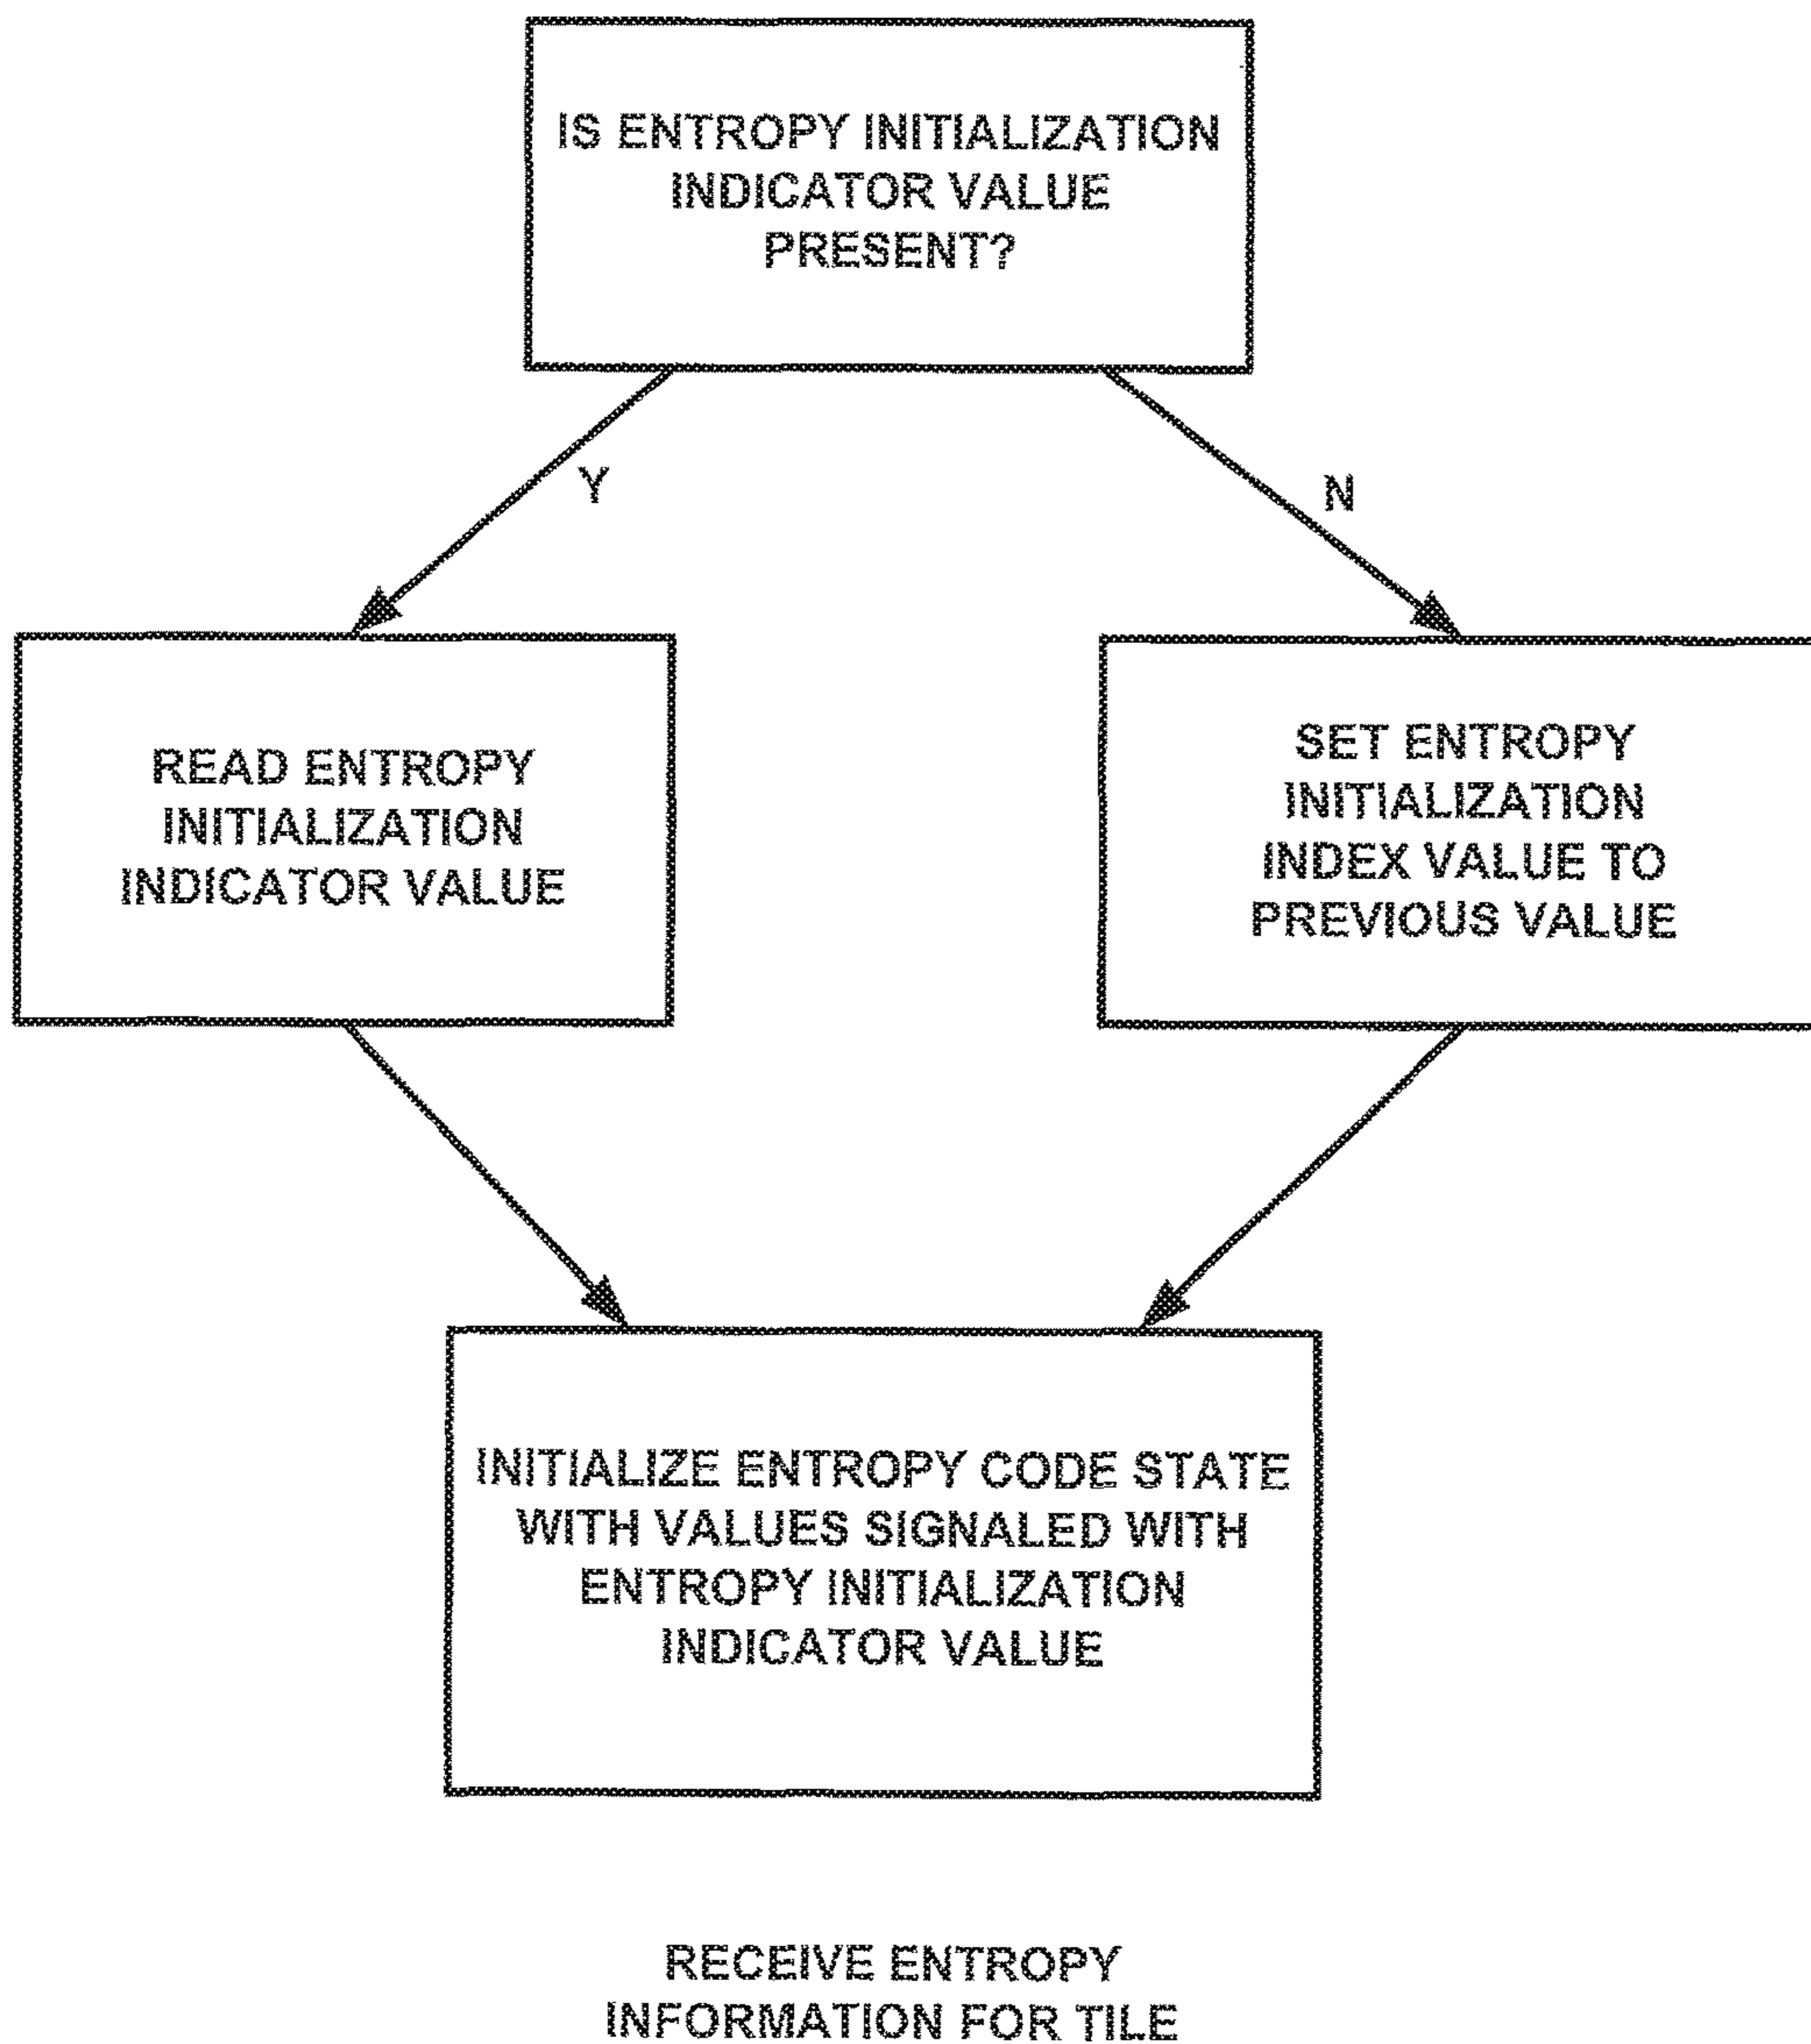 IS ENTROPY INITIALIZATION
INDICATOR VALUE
PRESENT?
Y
N
READ ENTROPY
INITIALIZATION
INDICATOR VALUE
SET ENTROPY
INITIALIZATION
INDEX VALUE TO
PREVIOUS VALUE
INITIALIZE ENTROPY CODE STATE
WITH VALUES SIGNALED WITH
ENTROPY INITIALIZATION
INDICATOR VALUE
RECEIVE ENTROPY
INFORMATION FOR TILE